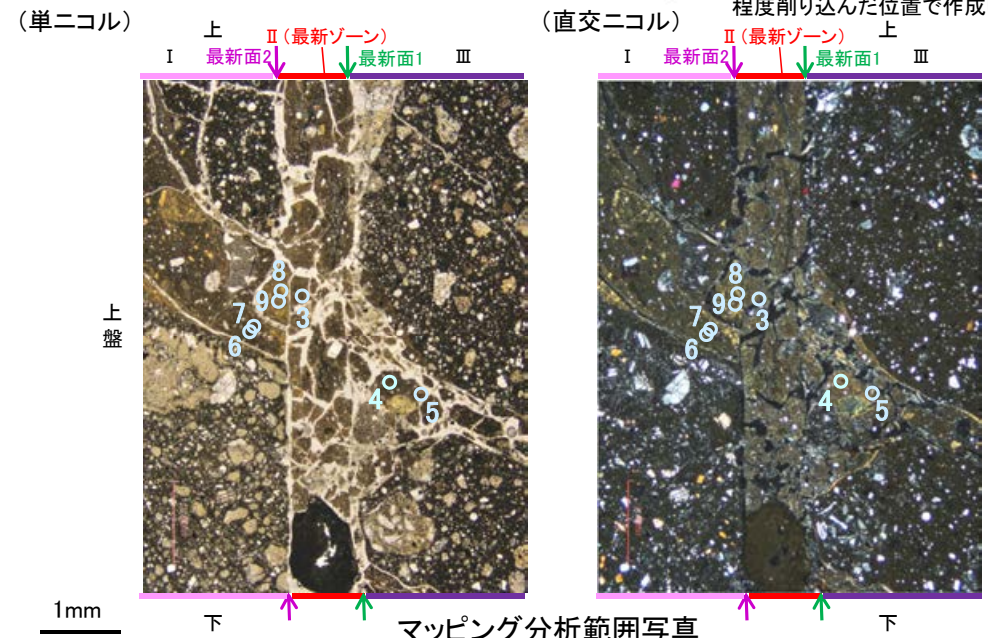 程度削り込んだ位置で作成
(単ニコル)
上
Ⅱ(最新ゾーン)
Ⅰ
最新面2
最新面1
Ⅲ
8
9
7
3
6
4
5
上
盤
1mm
下
(直交ニコル)
Ⅱ(最新ゾーン)
上
Ⅰ
最新面2
最新面1
Ⅲ
8
9
7
3
6
4
5
下
マッピング分析範囲写真